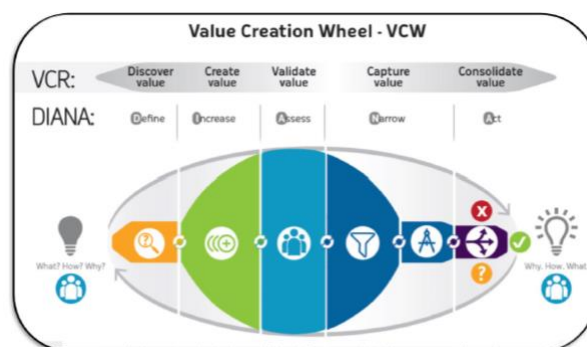 Value Creation Wheel - VCW
VCR: Discover value Create value Validate value Capture value Consolidate value
DIANA: Define Increase Assess Narrow Act
What? How? Why?
Why. How. What